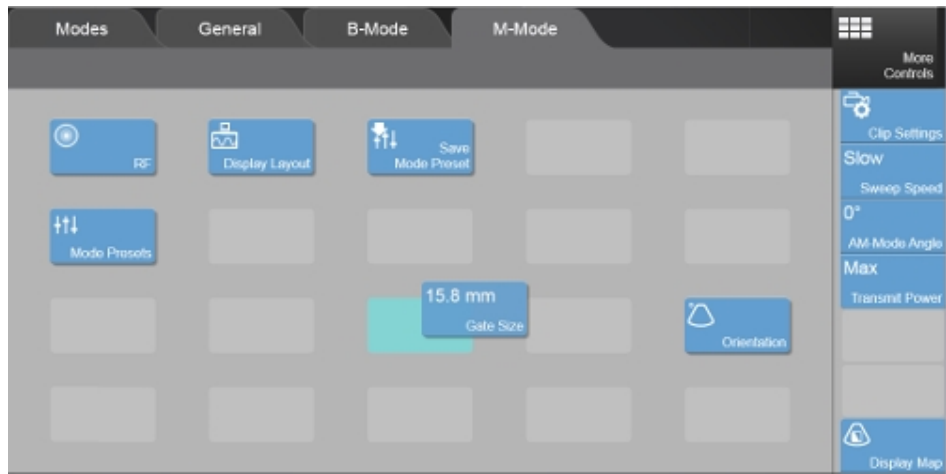 Modes
General
B-Mode
M-Mode
More
Controls
RF
Display Layout
Save
Mode Preset
Mode Presets
15.8 mm
Gate Size
Orientation
Clip Settings
Slow
Sweep Speed
0°
AM-Mode Angle
Max
Transmit Power
Display Map